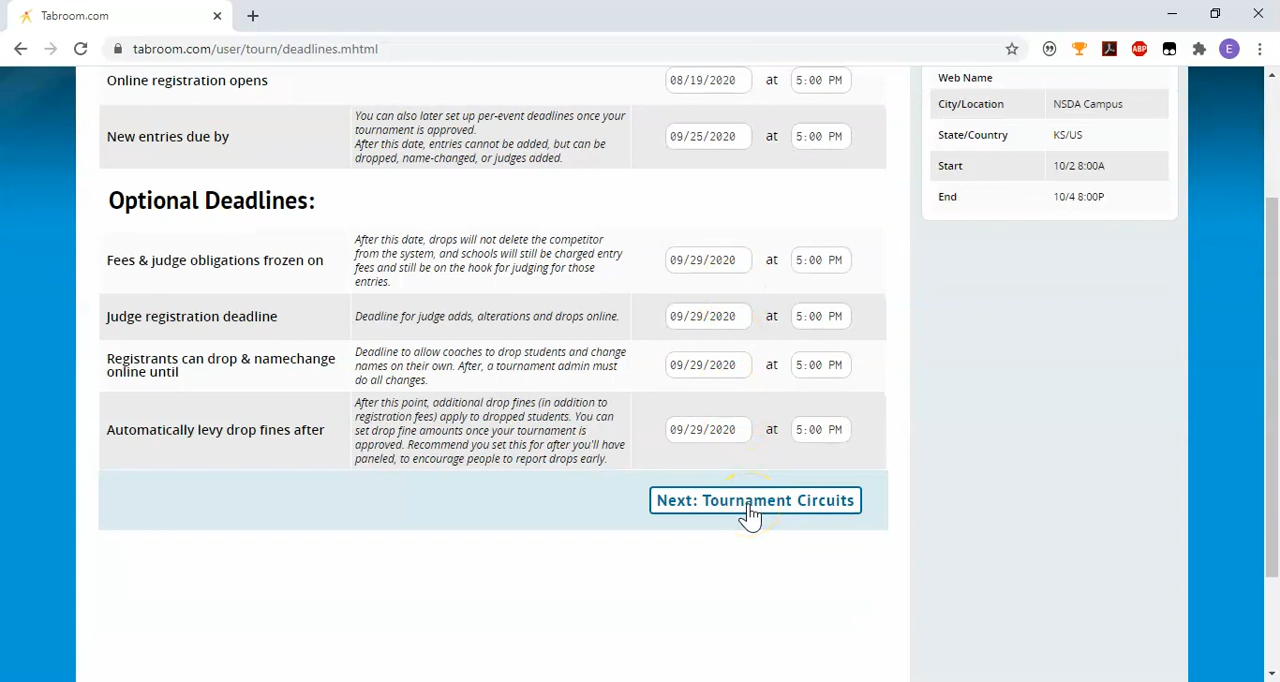 Tabroom.com
tabroom.com/user/tourn/deadlines.mhtml
ABP
E
Online registration opens
08/19/2020 at 5:00 PM
New entries due by
You can also later set up per-event deadlines once your
tournament is approved.
After this date, entries cannot be added, but can be
dropped, name-changed, or judges added.
09/25/2020 at 5:00 PM
Optional Deadlines:
Fees & judge obligations frozen on
After this date, drops will not delete the competitor
from the system, and schools will still be charged entry
fees and still be on the hook for judging for those
entries.
09/29/2020 at 5:00 PM
Judge registration deadline
Deadline for judge adds, alterations and drops online.
09/29/2020 at 5:00 PM
Registrants can drop & namechange
online until
Deadline to allow coaches to drop students and change
names on their own. After, a tournament admin must
do all changes.
09/29/2020 at 5:00 PM
Automatically levy drop fines after
After this point, additional drop fines (in addition to
registration fees) apply to dropped students. You can
set drop fine amounts once your tournament is
approved. Recommend you set this for after you'll have
paneled, to encourage people to report drops early.
09/29/2020 at 5:00 PM
Next: Tournament Circuits
Web Name
City/Location NSDA Campus
State/Country KS/US
Start 10/2 8:00A
End 10/4 8:00P